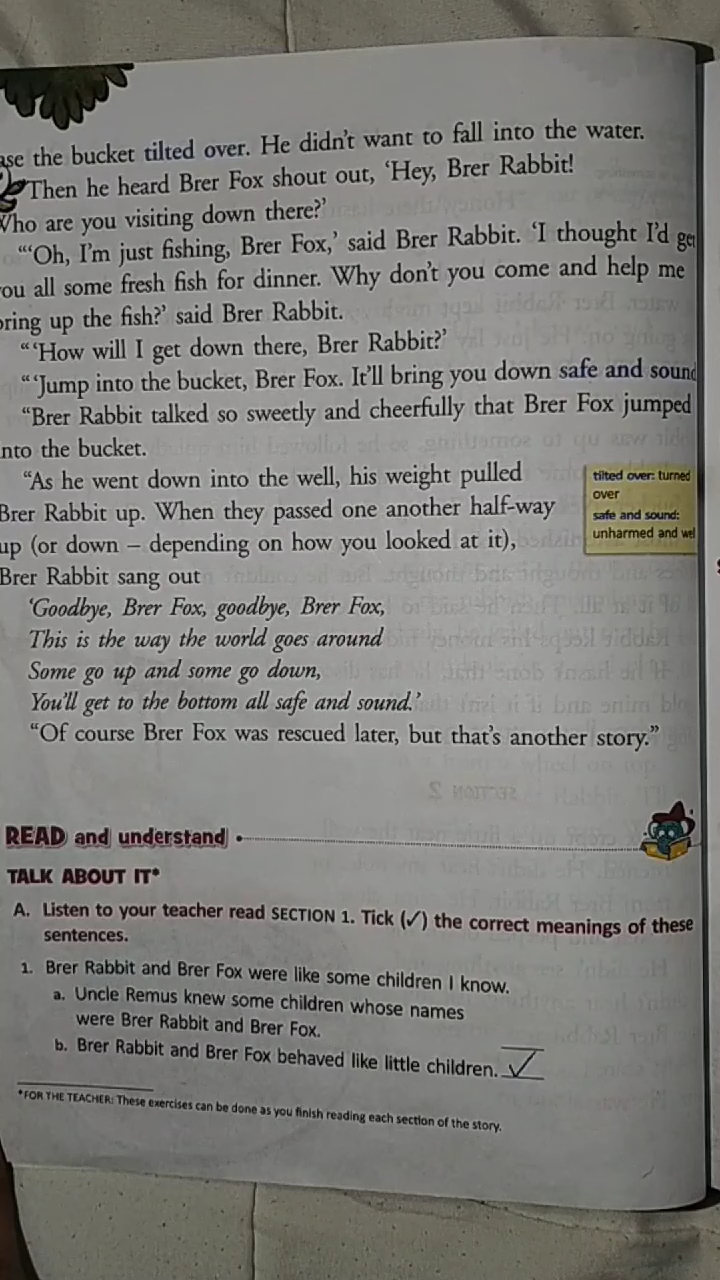 the bucket tilted over. He didn't want to fall into the water.
Then he heard Brer Fox shout out, ‘Hey, Brer Rabbit!
Who are you visiting down there?’
“‘Oh, I'm just fishing, Brer Fox,’ said Brer Rabbit. ‘I thought I'd get
you all some fresh fish for dinner. Why don't you come and help me
bring up the fish?’ said Brer Rabbit.
“‘How will I get down there, Brer Rabbit?’
“‘Jump into the bucket, Brer Fox. It'll bring you down safe and sound
“Brer Rabbit talked so sweetly and cheerfully that Brer Fox jumped
into the bucket.
“As he went down into the well, his weight pulled
Brer Rabbit up. When they passed one another half-way
up (or down – depending on how you looked at it),
Brer Rabbit sang out
‘Goodbye, Brer Fox, goodbye, Brer Fox,
This is the way the world goes around
Some go up and some go down,
You'll get to the bottom all safe and sound.’
“Of course Brer Fox was rescued later, but that's another story.”
tilted over: turned
over
safe and sound:
unharmed and wel
READ and understand
TALK ABOUT IT*
A. Listen to your teacher read SECTION 1. Tick (✓) the correct meanings of these
sentences.
1. Brer Rabbit and Brer Fox were like some children I know.
a. Uncle Remus knew some children whose names
were Brer Rabbit and Brer Fox.
b. Brer Rabbit and Brer Fox behaved like little children. ✓
*FOR THE TEACHER: These exercises can be done as you finish reading each section of the story.